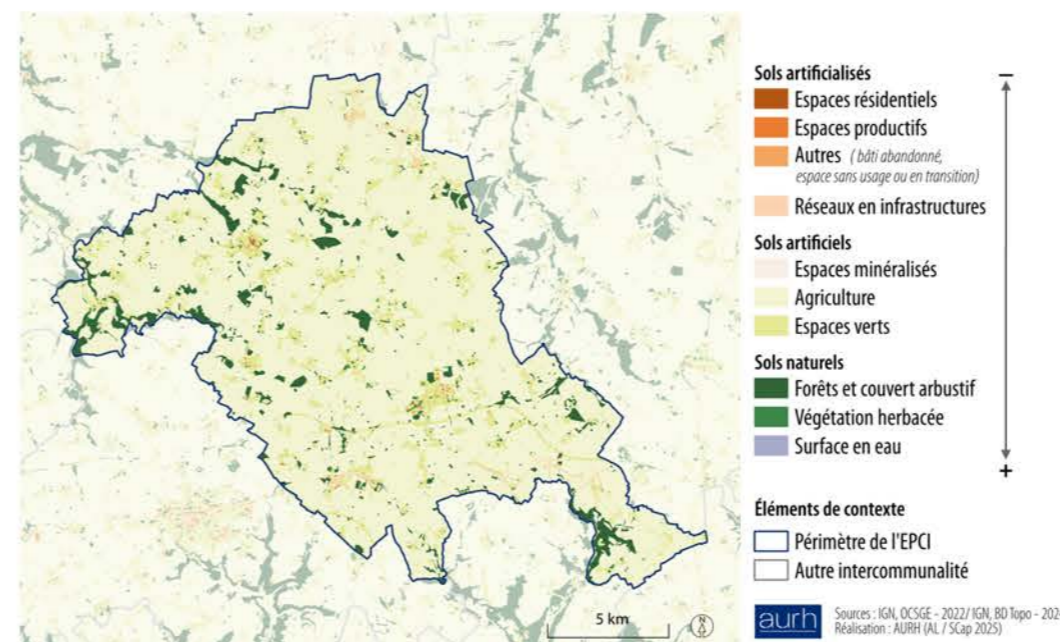 Sols artificialisés
–
Espaces résidentiels
Espaces productifs
Autres ( bâti abandonné,
espace sans usage ou en transition)
Réseaux en infrastructures
Sols artificiels
Espaces minéralisés
Agriculture
Espaces verts
Sols naturels
Forêts et couvert arbustif
Végétation herbacée
Surface en eau
+
Éléments de contexte
Périmètre de l'EPCI
Autre intercommunalité
5 km
N
aurh
Sources : IGN, OCSGE - 2022/ IGN, BD Topo - 202
Réalisation : AURH (AL / SCap 2025)